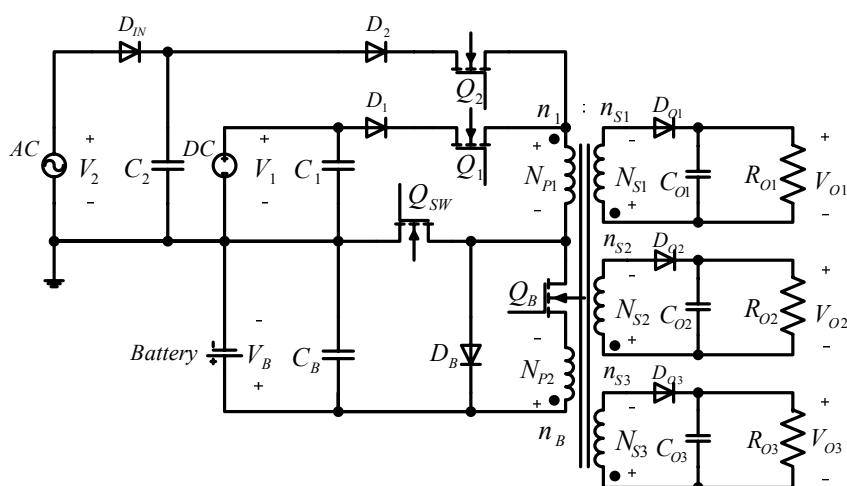 D_IN
D_2
Q_2
n_1 : n_S1 D_O1
D_1
AC + V_2 -
C_2
DC + V_1 -
C_1
Q_1
+ N_P1 -
- N_S1 +
C_O1
R_O1
+ V_O1 -
Q_SW
n_S2 D_O2
Q_B
- N_S2 +
C_O2
R_O2
+ V_O2 -
Battery - V_B +
C_B
D_B
- N_P2 +
n_S3 D_O3
n_B
- N_S3 +
C_O3
R_O3
+ V_O3 -